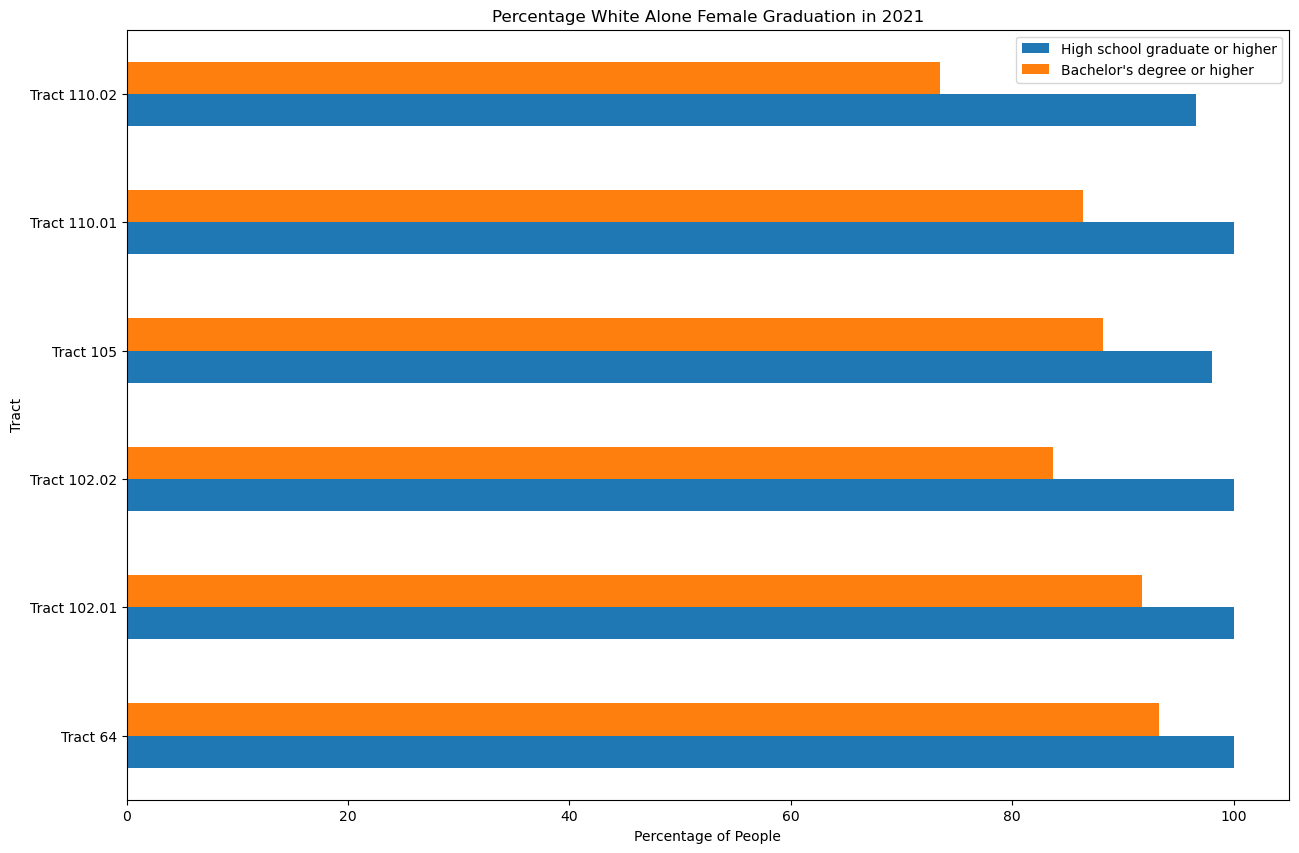 Percentage White Alone Female Graduation in 2021
High school graduate or higher
Bachelor's degree or higher
Tract 110.02
Tract 110.01
Tract 105
Tract 102.02
Tract 102.01
Tract 64
Tract
0 20 40 60 80 100
Percentage of People